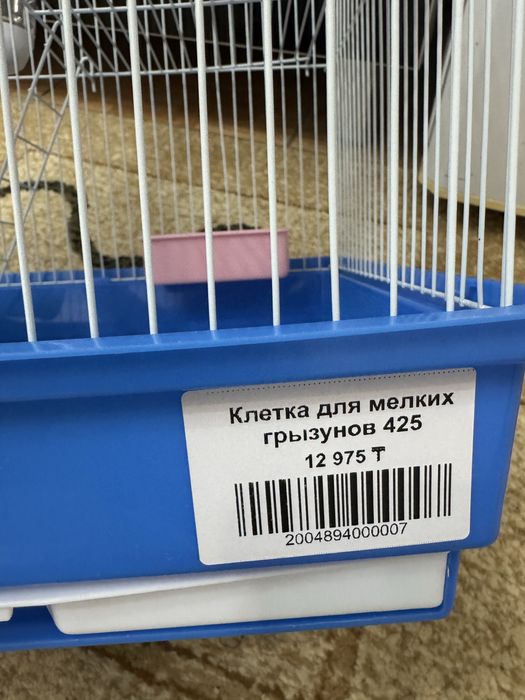 Клетка для мелких
грызунов 425
12 975 ₸
2004894000007